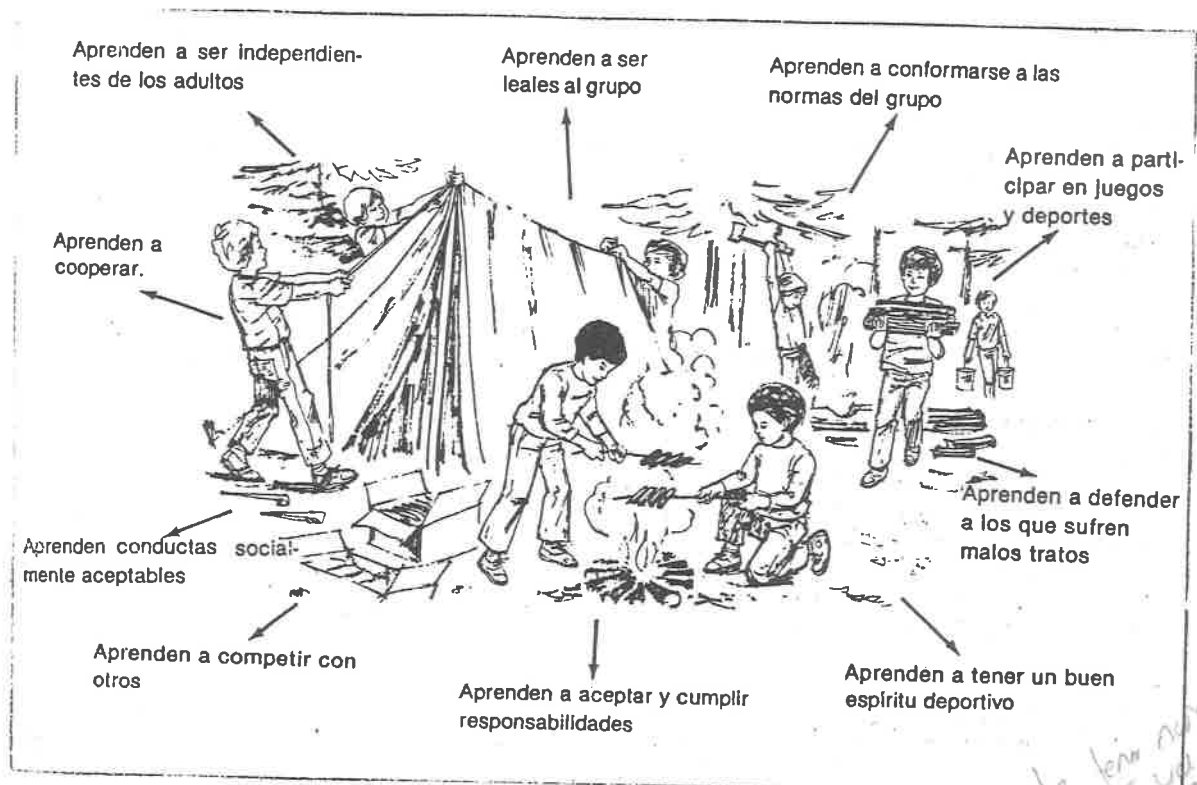 Aprenden a ser independien-
tes de los adultos
Aprenden a ser
leales al grupo
Aprenden a conformarse a las
normas del grupo
Aprenden a parti-
cipar en juegos
y deportes
Aprenden a
cooperar.
Aprenden a defender
a los que sufren
malos tratos
Aprenden conductas social-
mente aceptables
Aprenden a competir con
otros
Aprenden a aceptar y cumplir
responsabilidades
Aprenden a tener un buen
espíritu deportivo